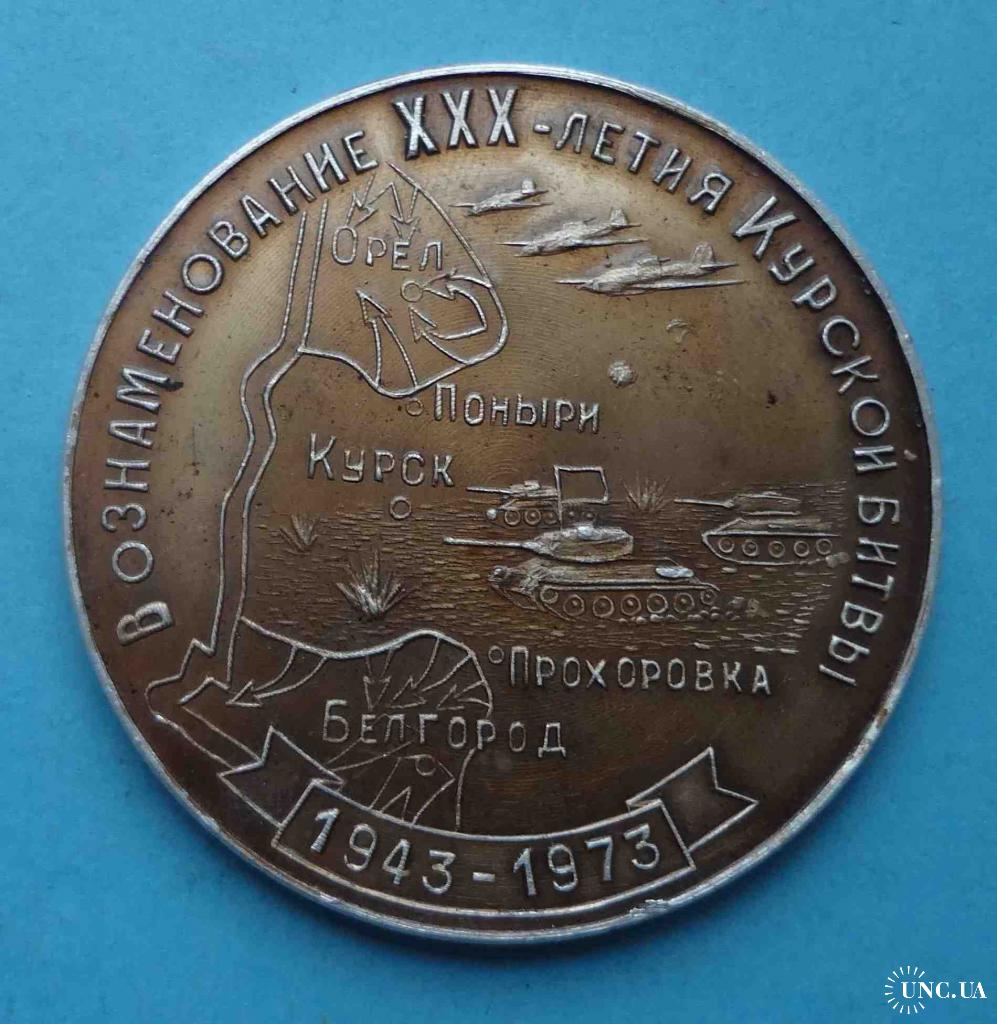 В ОЗНАМЕНОВАНИЕ XXX-ЛЕТИЯ КУРСКОЙ БИТВЫ
ОРЕЛ
ПОНЫРИ
КУРСК
ПРОХОРОВКА
БЕЛГОРОД
1943-1973
UNC.UA